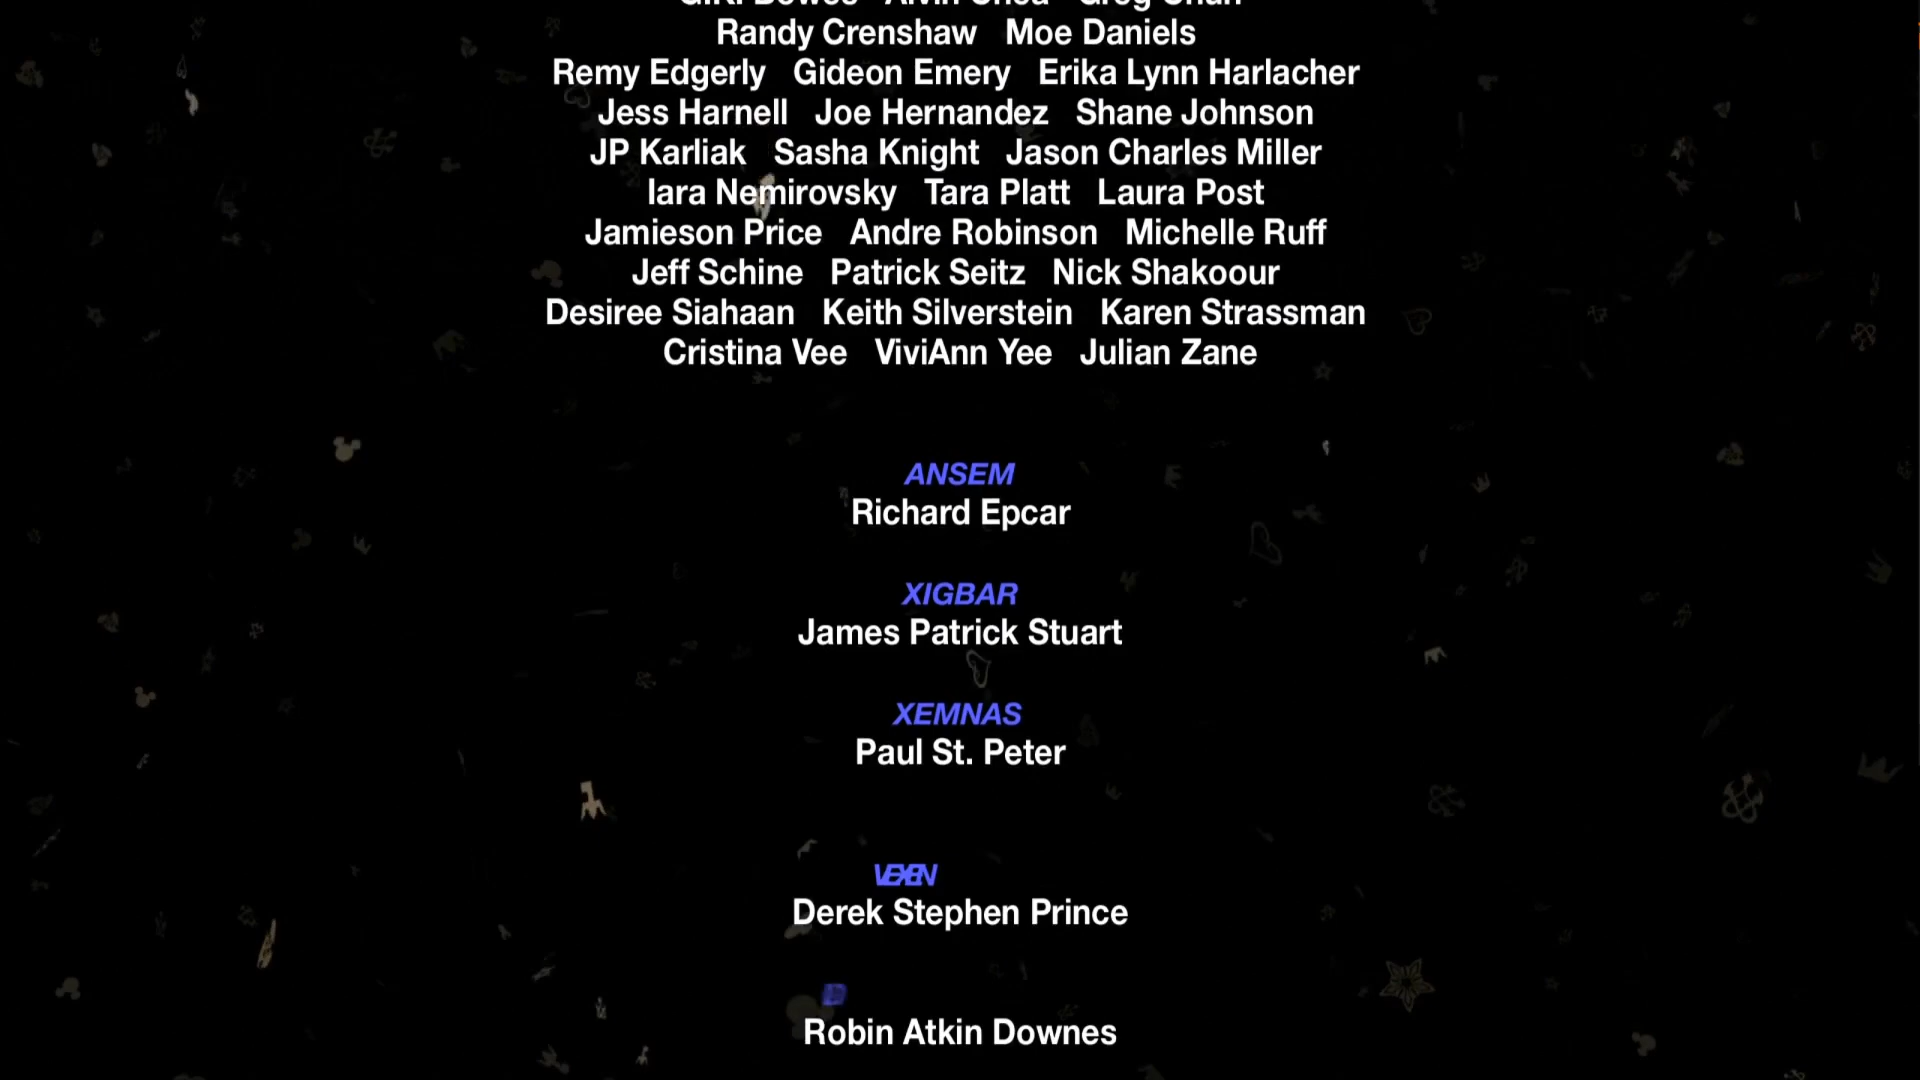 Randy Crenshaw Moe Daniels
Remy Edgerly Gideon Emery Erika Lynn Harlacher
Jess Harnell Joe Hernandez Shane Johnson
JP Karliak Sasha Knight Jason Charles Miller
Iara Nemirovsky Tara Platt Laura Post
Jamieson Price Andre Robinson Michelle Ruff
Jeff Schine Patrick Seitz Nick Shakoour
Desiree Siahaan Keith Silverstein Karen Strassman
Cristina Vee ViviAnn Yee Julian Zane
ANSEM
Richard Epcar
XIGBAR
James Patrick Stuart
XEMNAS
Paul St. Peter
VEXEN
Derek Stephen Prince
Robin Atkin Downes